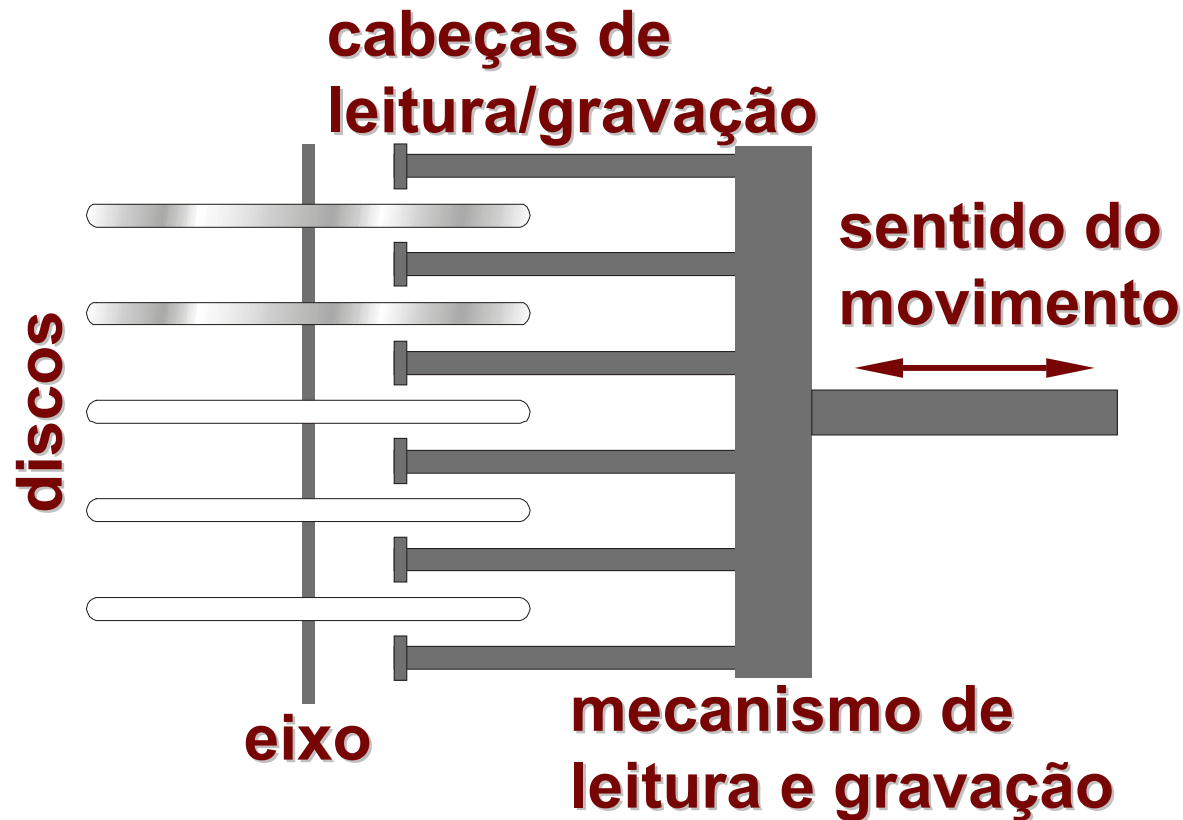 cabeças de
leitura/gravação
sentido do
movimento
discos
eixo
mecanismo de
leitura e gravação